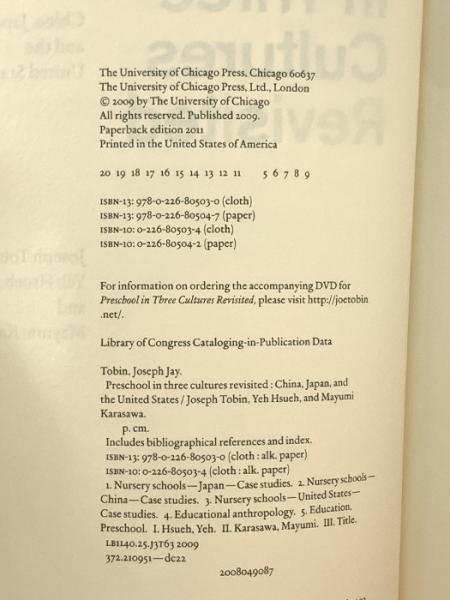 The University of Chicago Press, Chicago 60637
The University of Chicago Press, Ltd., London
© 2009 by The University of Chicago
All rights reserved. Published 2009.
Paperback edition 2011
Printed in the United States of America
20 19 18 17 16 15 14 13 12 11 5 6 7 8 9
ISBN-13: 978-0-226-80503-0 (cloth)
ISBN-13: 978-0-226-80504-7 (paper)
ISBN-10: 0-226-80503-4 (cloth)
ISBN-10: 0-226-80504-2 (paper)
For information on ordering the accompanying DVD for
Preschool in Three Cultures Revisited, please visit http://joetobin
.net/.
Library of Congress Cataloging-in-Publication Data
Tobin, Joseph Jay.
Preschool in three cultures revisited : China, Japan, and
the United States / Joseph Tobin, Yeh Hsueh, and Mayumi
Karasawa.
p. cm.
Includes bibliographical references and index.
ISBN-13: 978-0-226-80503-0 (cloth : alk. paper)
ISBN-10: 0-226-80503-4 (cloth : alk. paper)
1. Nursery schools—Japan—Case studies. 2. Nursery schools—
China—Case studies. 3. Nursery schools—United States—
Case studies. 4. Educational anthropology. 5. Education,
Preschool. I. Hsueh, Yeh. II. Karasawa, Mayumi. III. Title.
LB1140.25.J3T63 2009
372.210951—dc22
2008049087